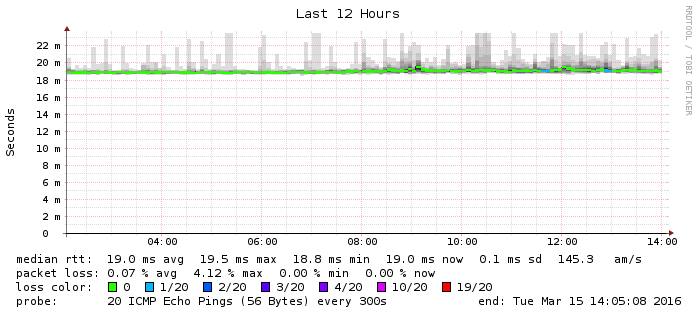 Last 12 Hours
RRDTOOL / TOBI OETIKER
Seconds
22 m
20 m
18 m
16 m
14 m
12 m
10 m
8 m
6 m
4 m
2 m
0
04:00 06:00 08:00 10:00 12:00 14:00
median rtt: 19.0 ms avg 19.5 ms max 18.8 ms min 19.0 ms now 0.1 ms sd 145.3 am/s
packet loss: 0.07 % avg 4.12 % max 0.00 % min 0.00 % now
loss color: 0 1/20 2/20 3/20 4/20 10/20 19/20
probe: 20 ICMP Echo Pings (56 Bytes) every 300s end: Tue Mar 15 14:05:08 2016